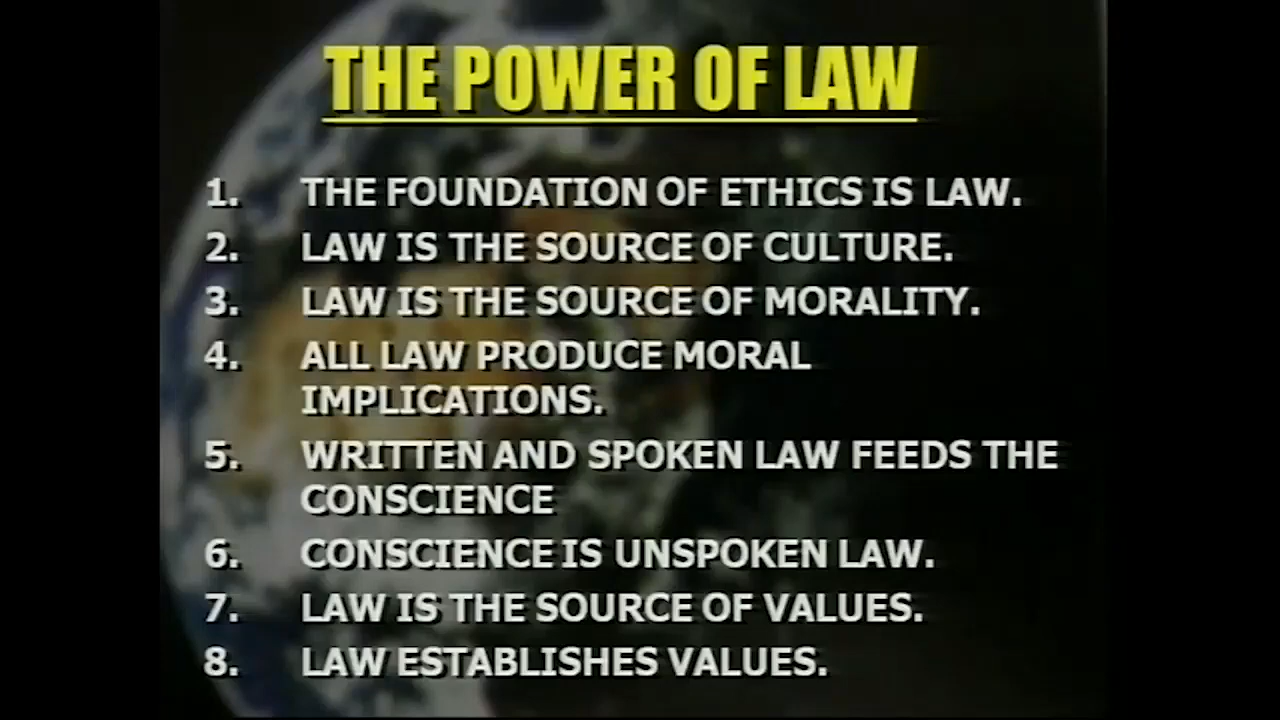 THE POWER OF LAW
1. THE FOUNDATION OF ETHICS IS LAW.
2. LAW IS THE SOURCE OF CULTURE.
3. LAW IS THE SOURCE OF MORALITY.
4. ALL LAW PRODUCE MORAL
IMPLICATIONS.
5. WRITTEN AND SPOKEN LAW FEEDS THE
CONSCIENCE
6. CONSCIENCE IS UNSPOKEN LAW.
7. LAW IS THE SOURCE OF VALUES.
8. LAW ESTABLISHES VALUES.